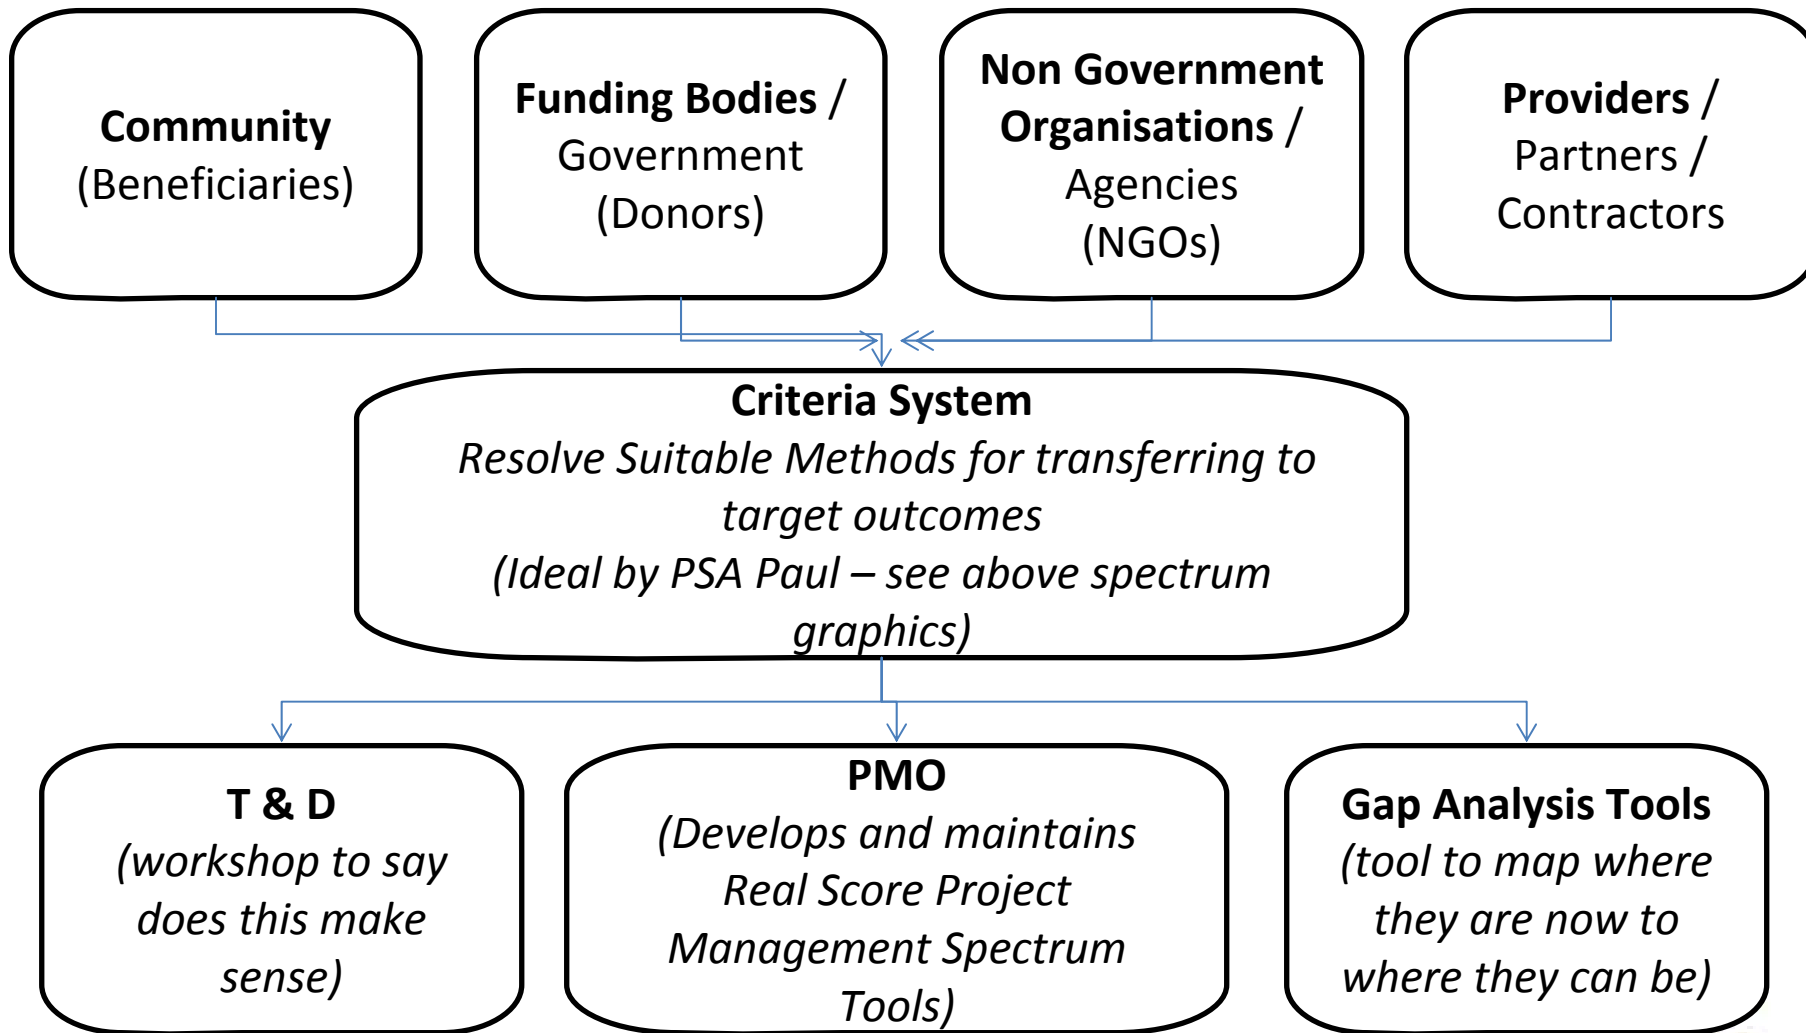 Community
(Beneficiaries)
Funding Bodies /
Government
(Donors)
Non Government
Organisations /
Agencies
(NGOs)
Providers /
Partners /
Contractors
Criteria System
Resolve Suitable Methods for transferring to
target outcomes
(Ideal by PSA Paul – see above spectrum
graphics)
T & D
(workshop to say
does this make
sense)
PMO
(Develops and maintains
Real Score Project
Management Spectrum
Tools)
Gap Analysis Tools
(tool to map where
they are now to
where they can be)